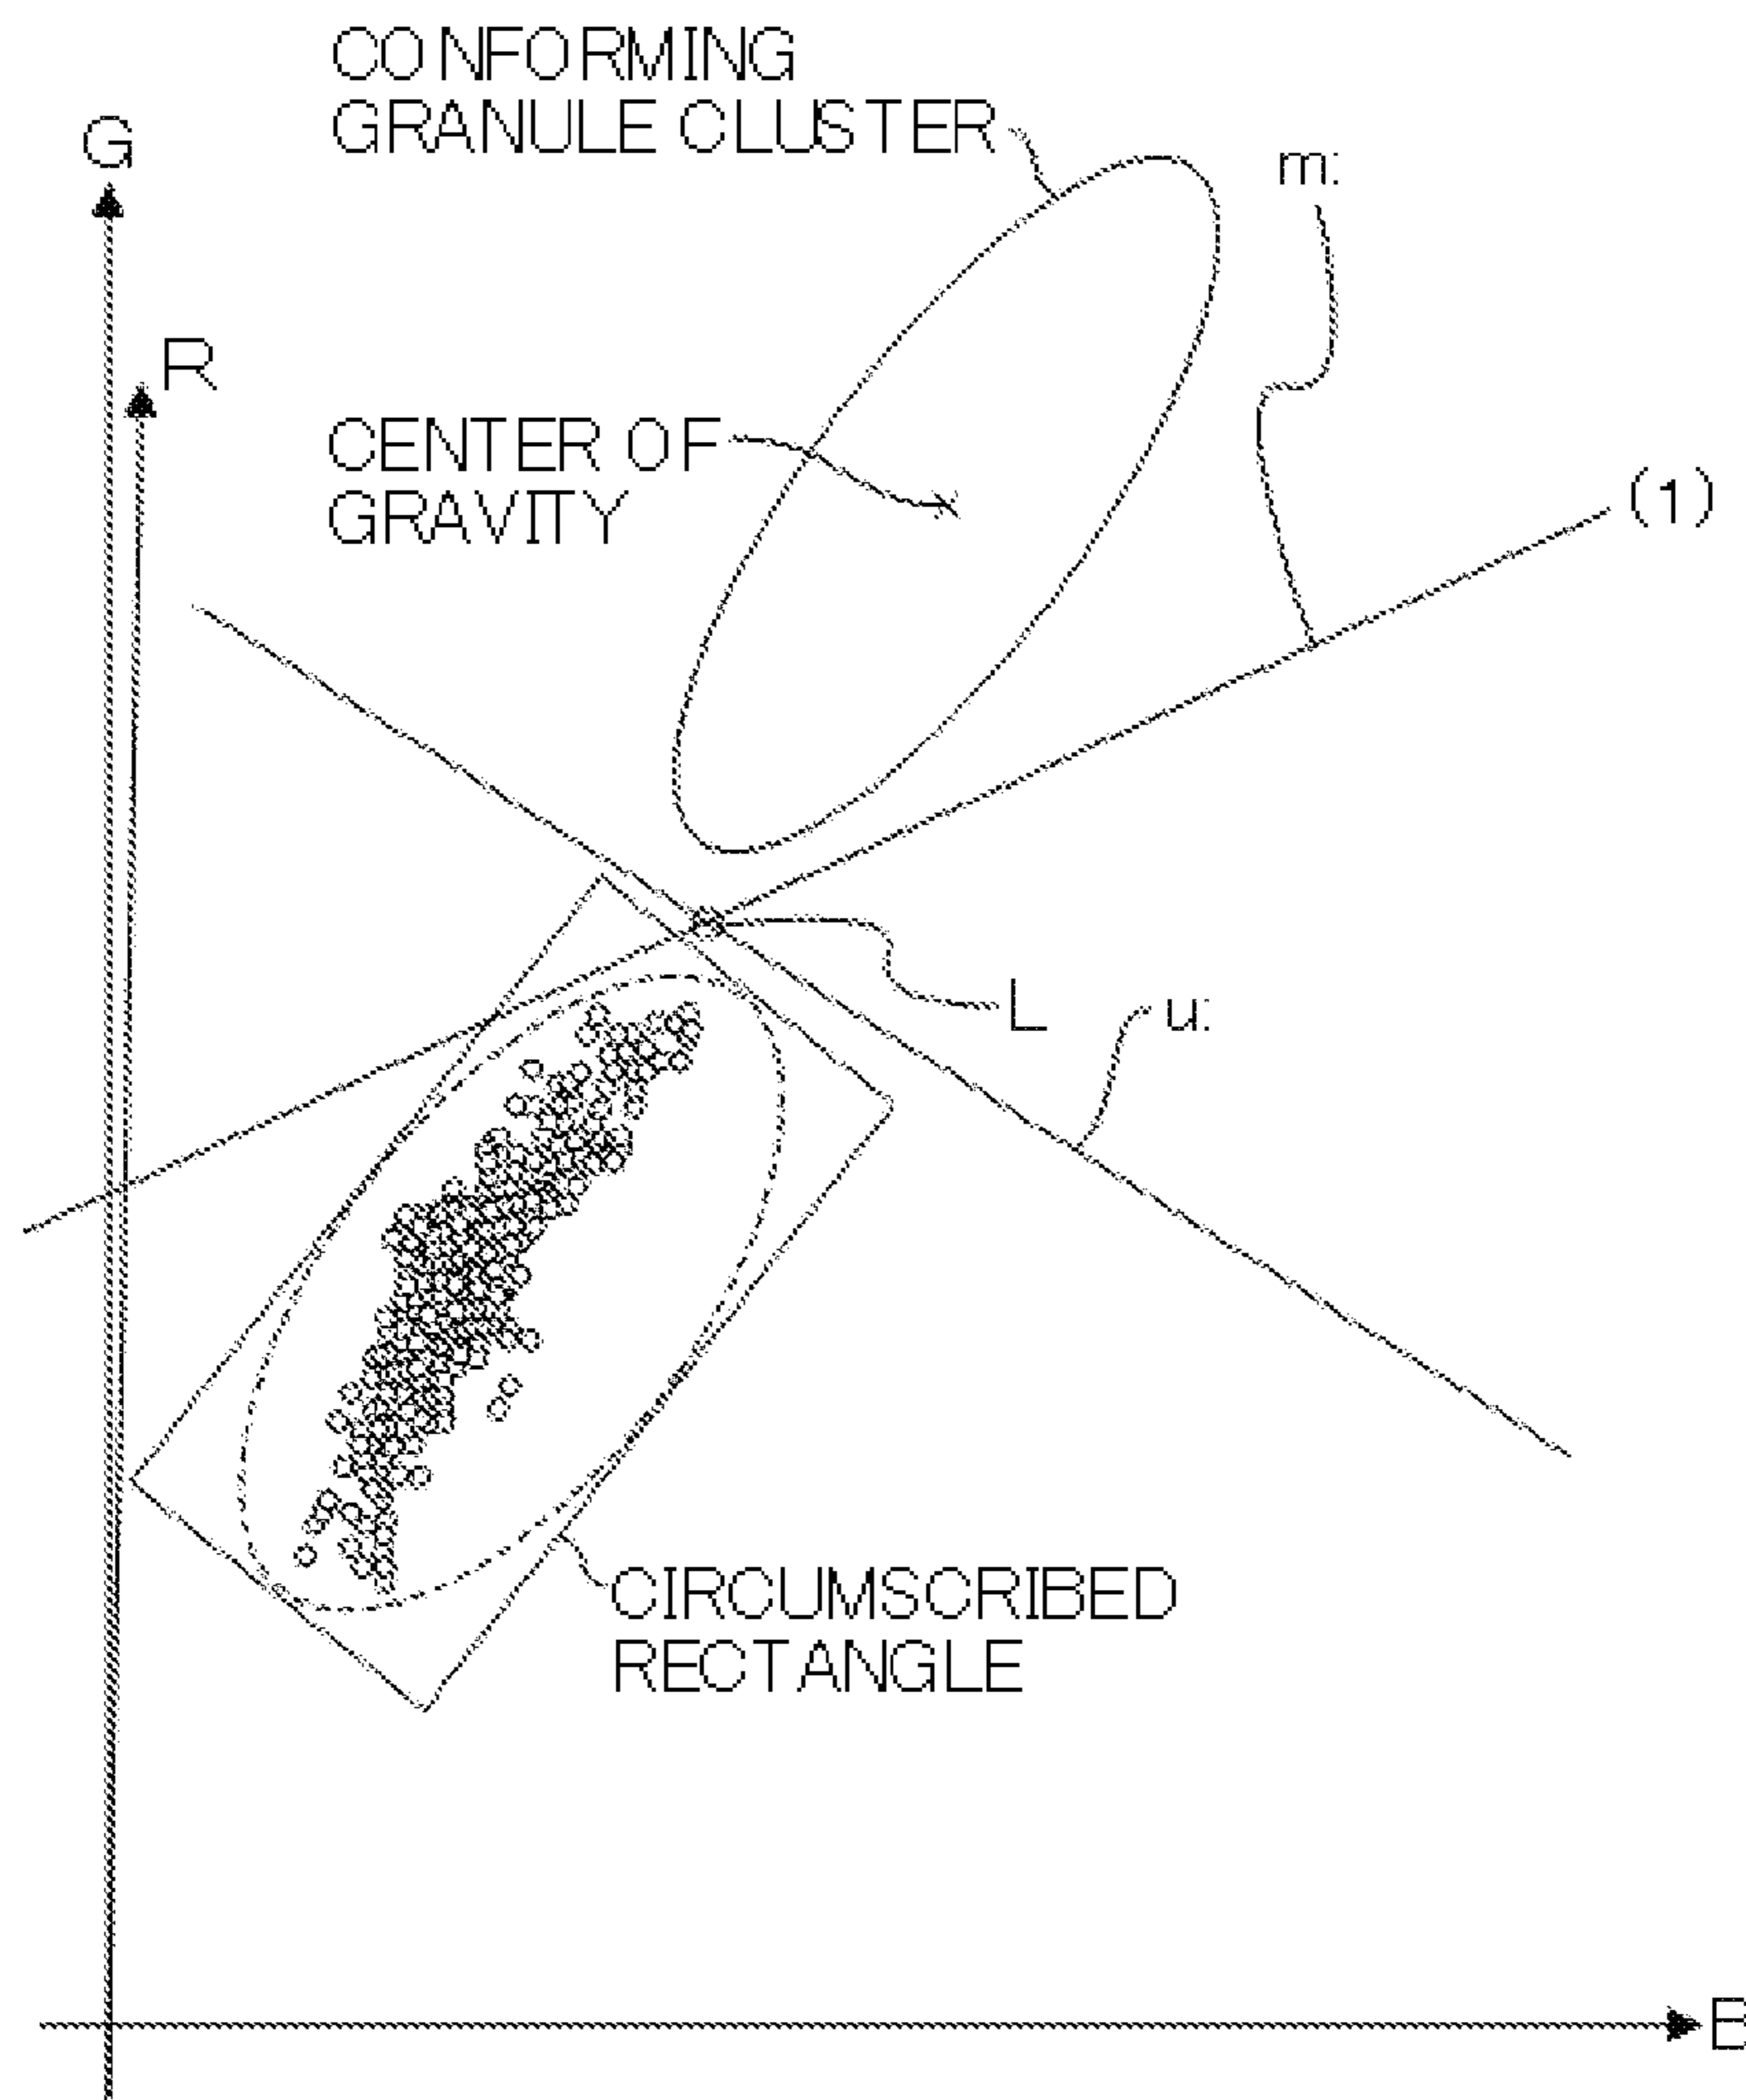 CONFORMING
GRANULE CLUSTER
G
m:
R
CENTER OF
GRAVITY
(1)
L
u:
CIRCUMSCRIBED
RECTANGLE